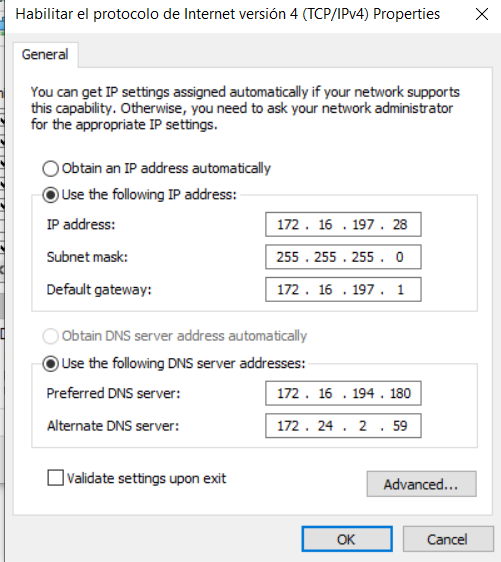 Habilitar el protocolo de Internet versión 4 (TCP/IPv4) Properties
General
You can get IP settings assigned automatically if your network supports
this capability. Otherwise, you need to ask your network administrator
for the appropriate IP settings.
Obtain an IP address automatically
Use the following IP address:
IP address: 172 . 16 . 197 . 28
Subnet mask: 255 . 255 . 255 . 0
Default gateway: 172 . 16 . 197 . 1
Obtain DNS server address automatically
Use the following DNS server addresses:
Preferred DNS server: 172 . 16 . 194 . 180
Alternate DNS server: 172 . 24 . 2 . 59
Validate settings upon exit
Advanced...
OK Cancel